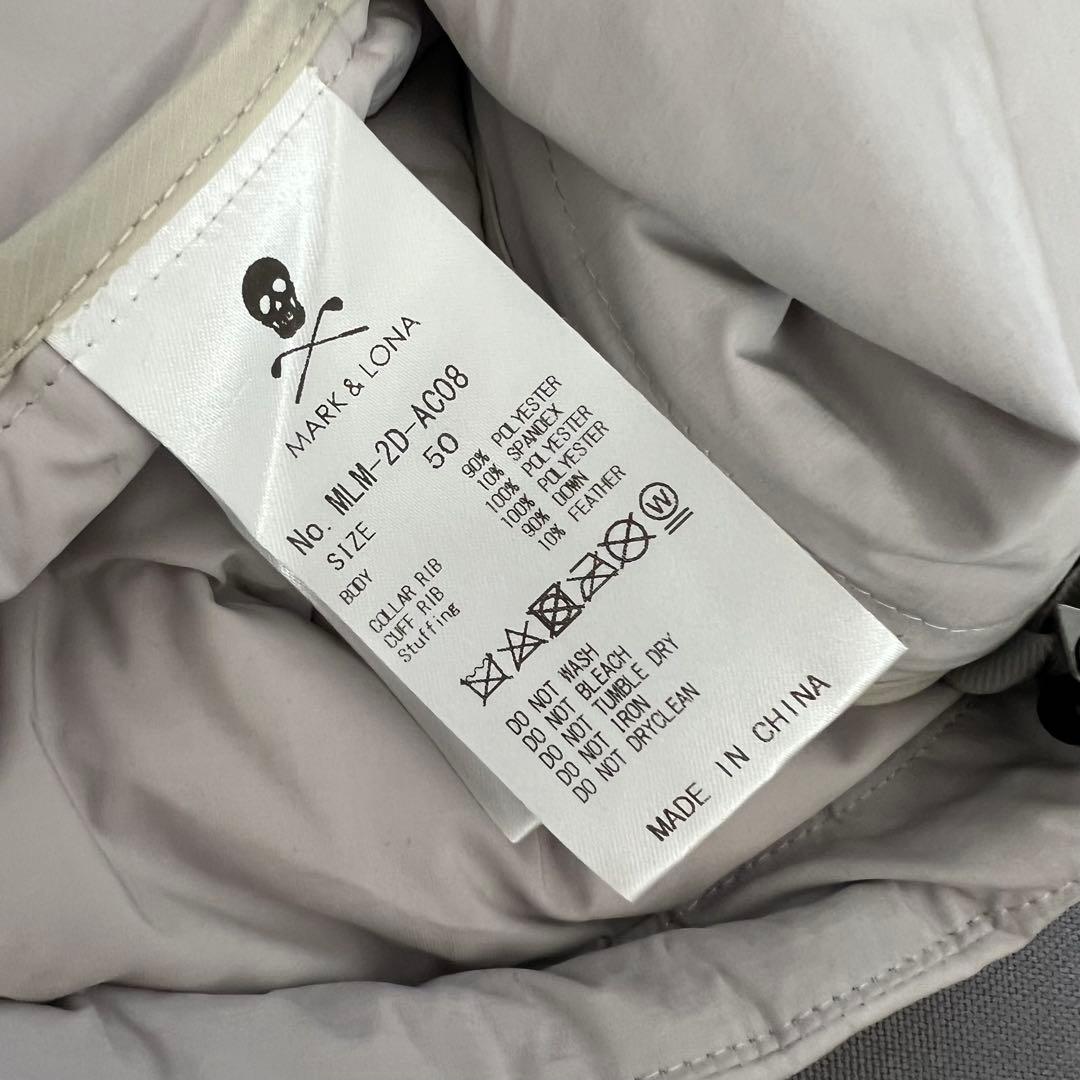 MARK & LONA
No. MLM-2D-AC08
SIZE 50
BODY 90% POLYESTER
10% SPANDEX
COLLAR RIB 100% POLYESTER
CUFF RIB 100% POLYESTER
Stuffing 90% DOWN
10% FEATHER
W
DO NOT WASH
DO NOT BLEACH
DO NOT TUMBLE DRY
DO NOT IRON
DO NOT DRYCLEAN
MADE IN CHINA